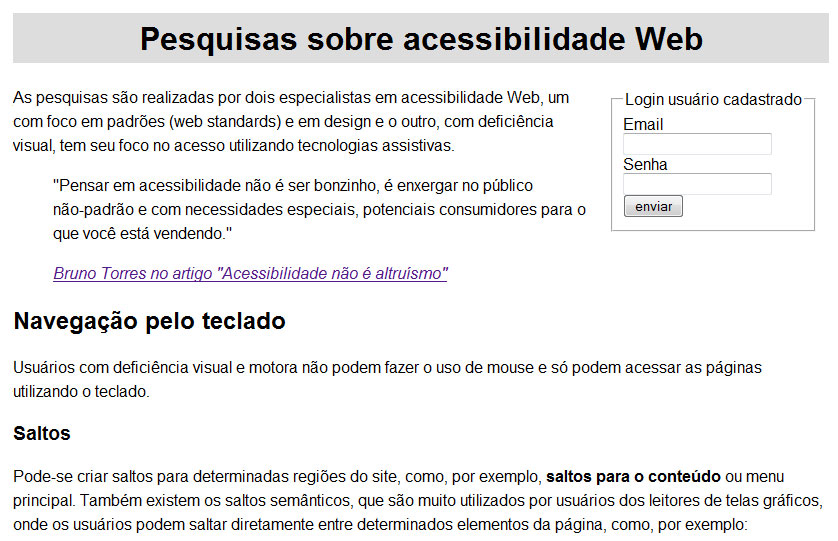 Pesquisas sobre acessibilidade Web
As pesquisas são realizadas por dois especialistas em acessibilidade Web, um
com foco em padrões (web standards) e em design e o outro, com deficiência
visual, tem seu foco no acesso utilizando tecnologias assistivas.
"Pensar em acessibilidade não é ser bonzinho, é enxergar no público
não-padrão e com necessidades especiais, potenciais consumidores para o
que você está vendendo."
Bruno Torres no artigo "Acessibilidade não é altruísmo"
Login usuário cadastrado
Email
Senha
enviar
Navegação pelo teclado
Usuários com deficiência visual e motora não podem fazer o uso de mouse e só podem acessar as páginas
utilizando o teclado.
Saltos
Pode-se criar saltos para determinadas regiões do site, como, por exemplo, saltos para o conteúdo ou menu
principal. Também existem os saltos semânticos, que são muito utilizados por usuários dos leitores de telas gráficos,
onde os usuários podem saltar diretamente entre determinados elementos da página, como, por exemplo: